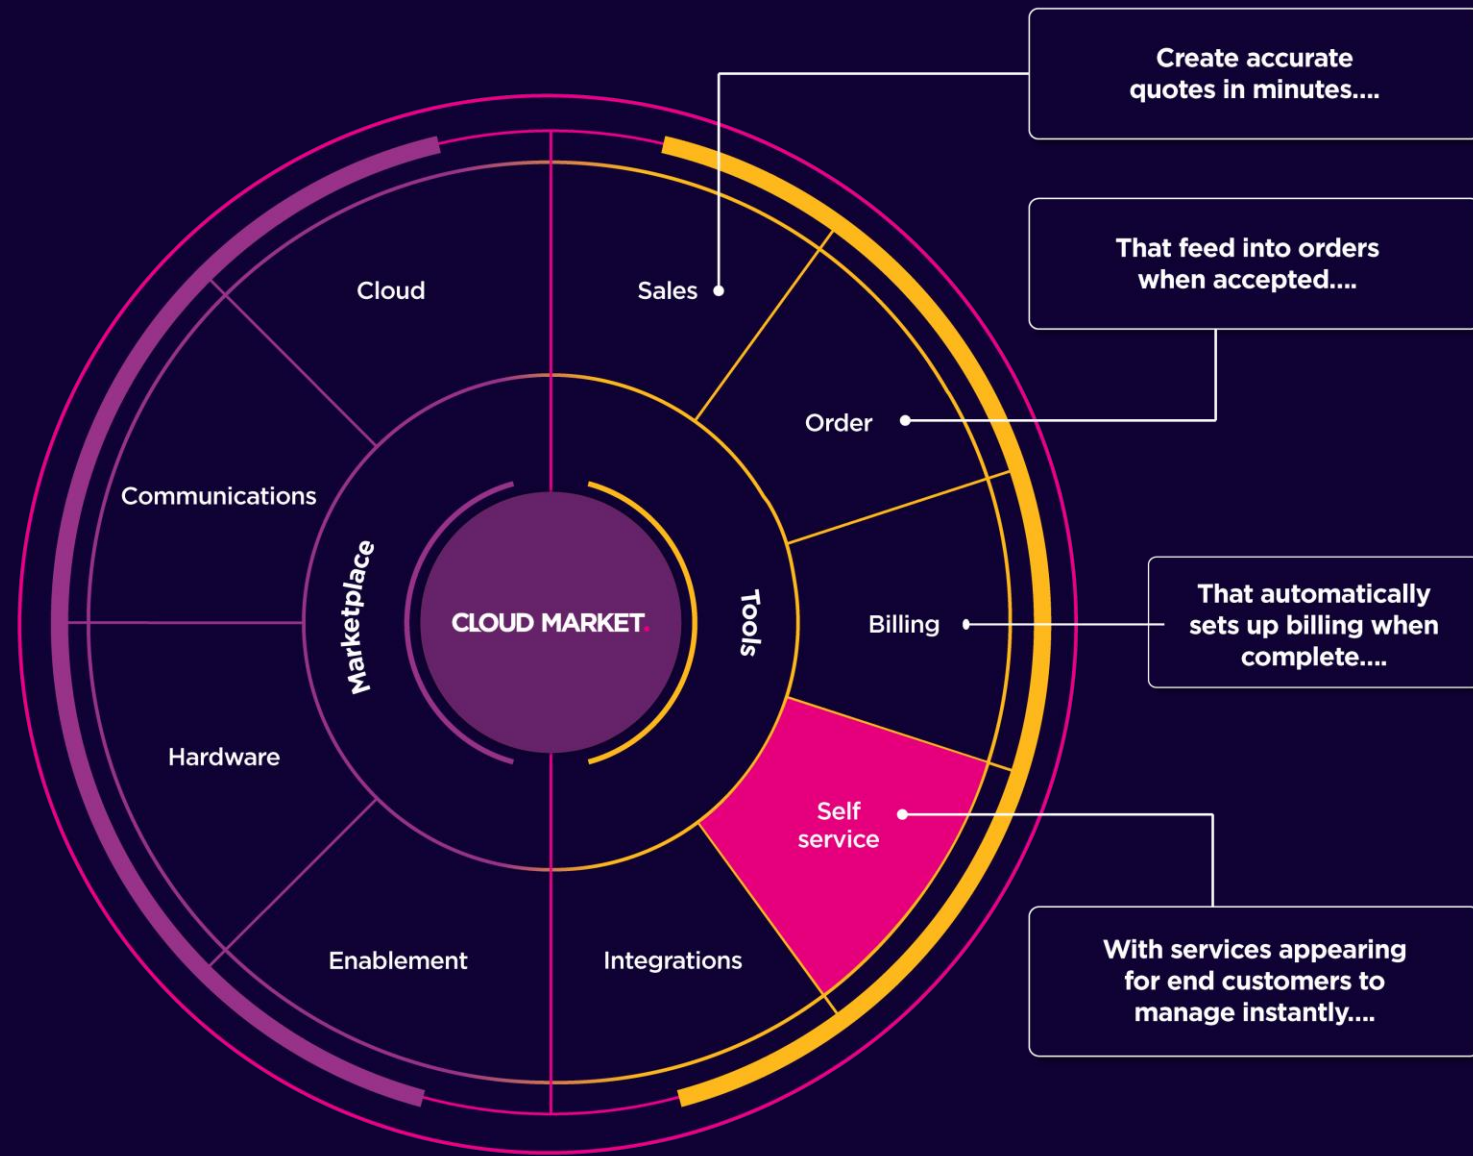 Create accurate
quotes in minutes....
That feed into orders
when accepted....
Cloud
Sales
Order
Communications
Marketplace
CLOUD MARKET.
Tools
Billing
That automatically
sets up billing when
complete....
Hardware
Self
service
Enablement
Integrations
With services appearing
for end customers to
manage instantly....